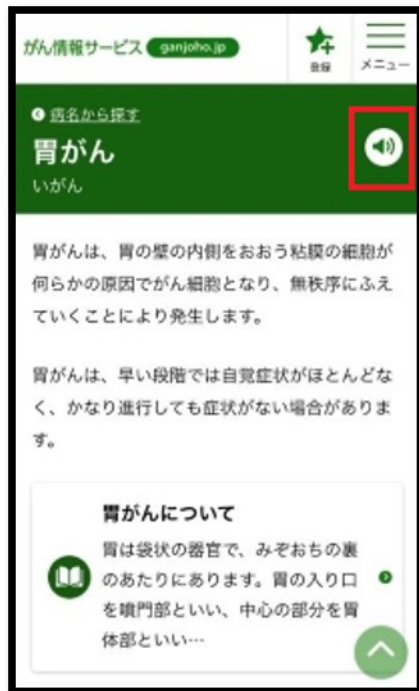 がん情報サービス ganjoho.jp
登録
メニュー
病名から探す
胃がん
いがん
胃がんは、胃の壁の内側をおおう粘膜の細胞が
何らかの原因でがん細胞となり、無秩序にふえ
ていくことにより発生します。
胃がんは、早い段階では自覚症状がほとんどな
く、かなり進行しても症状がない場合がありま
す。
胃がんについて
胃は袋状の器官で、みぞおちの裏
のあたりにあります。胃の入り口
を噴門部といい、中心の部分を胃
体部といい…